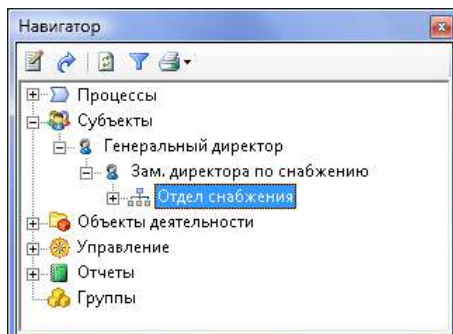 Навигатор
Процессы
Субъекты
Генеральный директор
Зам. директора по снабжению
Отдел снабжения
Объекты деятельности
Управление
Отчеты
Группы